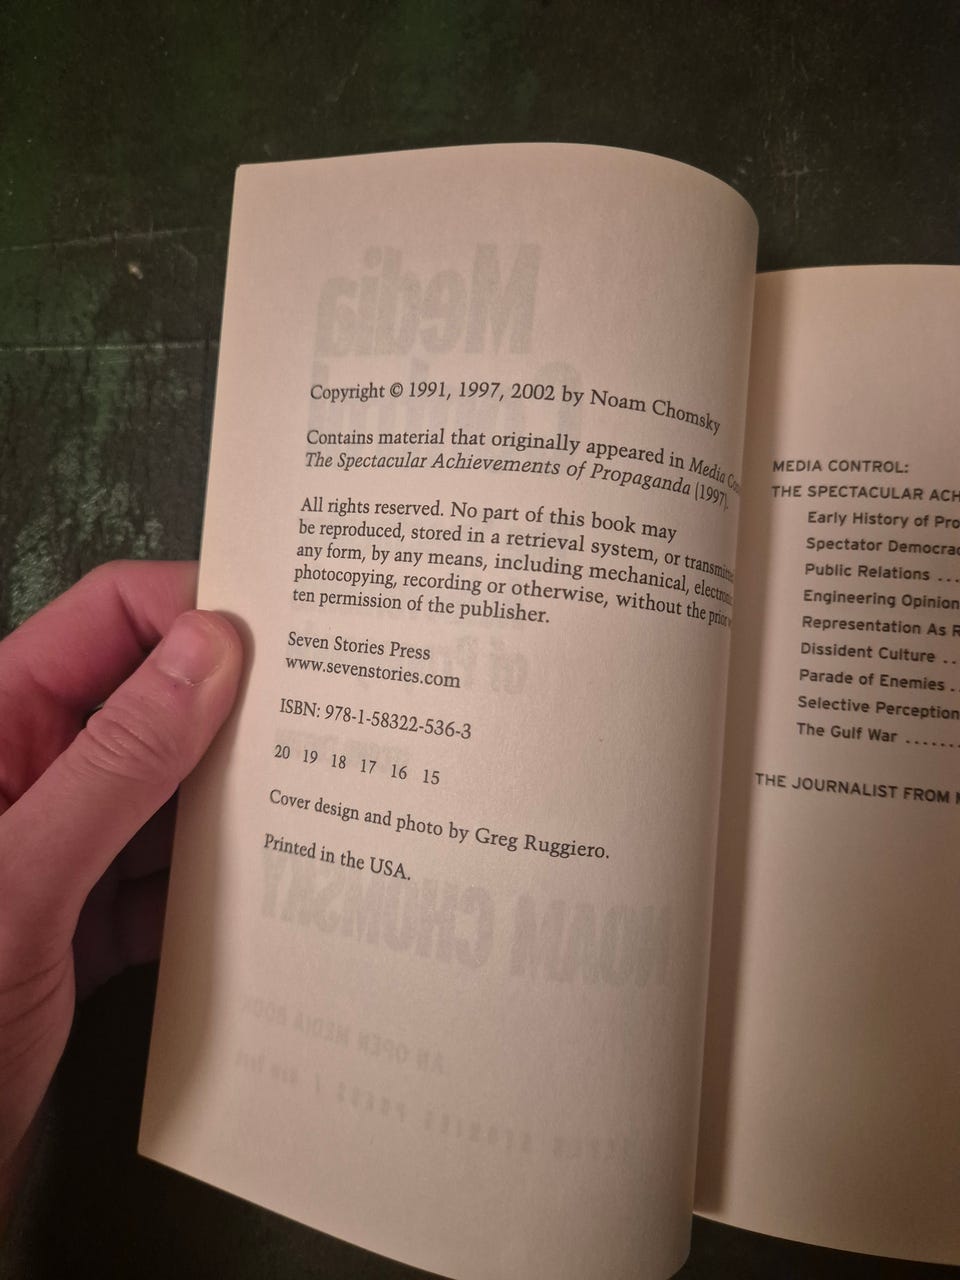 Copyright © 1991, 1997, 2002 by Noam Chomsky
Contains material that originally appeared in Media
The Spectacular Achievements of Propaganda (1997).
All rights reserved. No part of this book may
be reproduced, stored in a retrieval system, or
any form, by any means, including mechanical,
photocopying, recording or otherwise, without the prior
ten permission of the publisher.
Seven Stories Press
www.sevenstories.com
ISBN: 978-1-58322-536-3
20 19 18 17 16 15
Cover design and photo by Greg Ruggiero.
Printed in the USA.
MEDIA CONTROL:
THE SPECTACULAR ACH
Early History of Pro
Spectator Democrac
Public Relations ...
Engineering Opinion
Representation As R
Dissident Culture ..
Parade of Enemies ..
Selective Perception
The Gulf War .......
THE JOURNALIST FROM